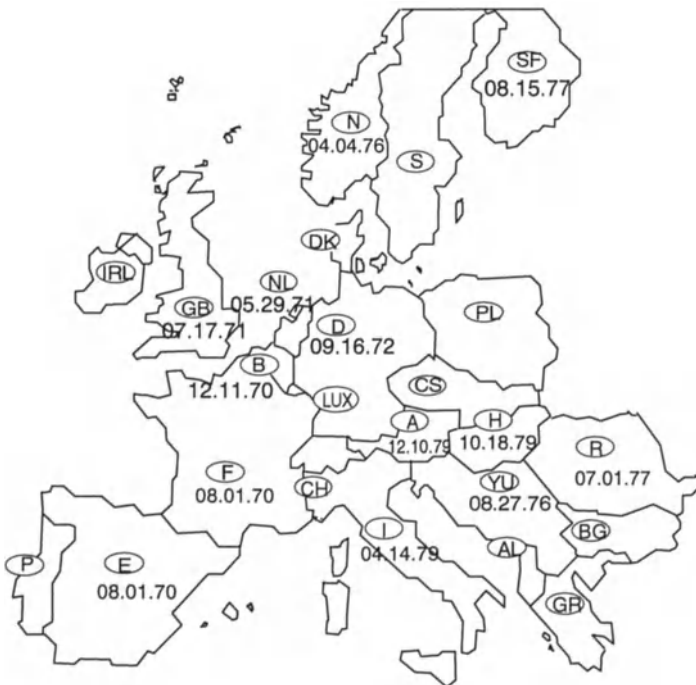 SF
08.15.77
N
04.04.76
S
DK
IRL
NL
05.29.71
GB
07.17.71
D
09.16.72
PL
B
12.11.70
CS
LUX
A
12.10.79
H
10.18.79
R
07.01.77
F
08.01.70
CH
YU
08.27.76
I
04.14.79
BG
AL
P
E
08.01.70
GR